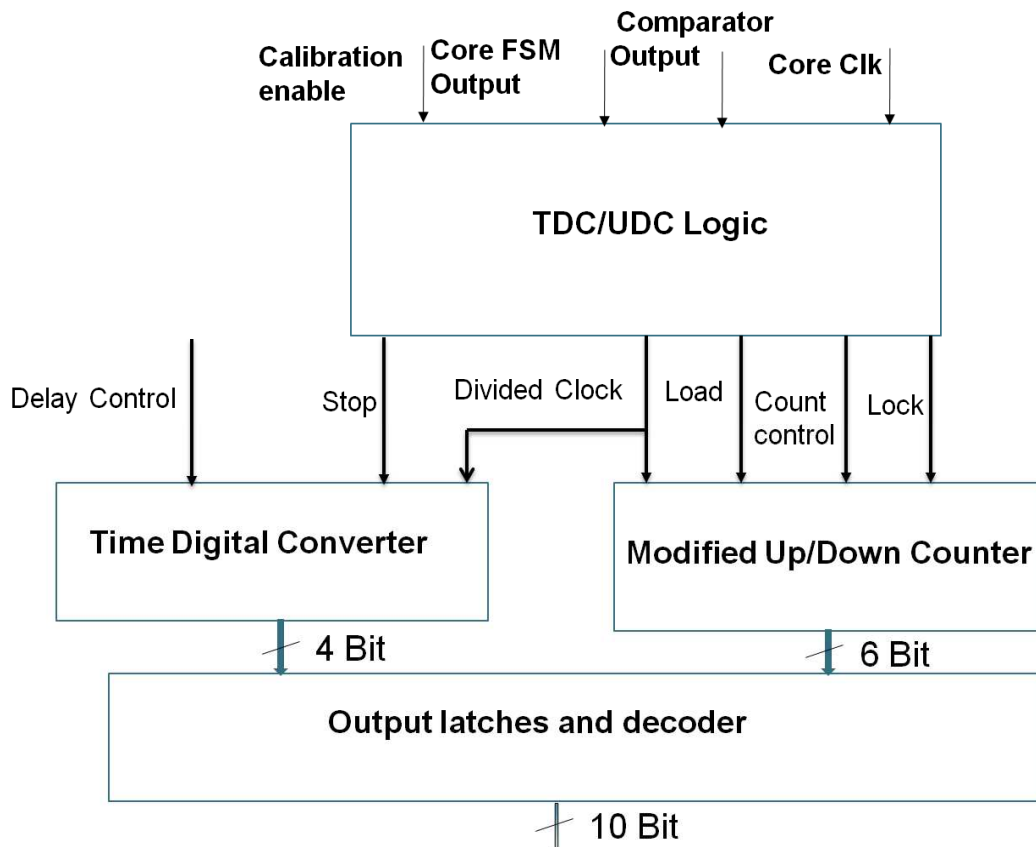 Calibration
enable
Core FSM
Output
Comparator
Output
Core Clk
TDC/UDC Logic
Delay Control
Stop
Divided Clock
Load
Count
control
Lock
Time Digital Converter
Modified Up/Down Counter
4 Bit
6 Bit
Output latches and decoder
10 Bit